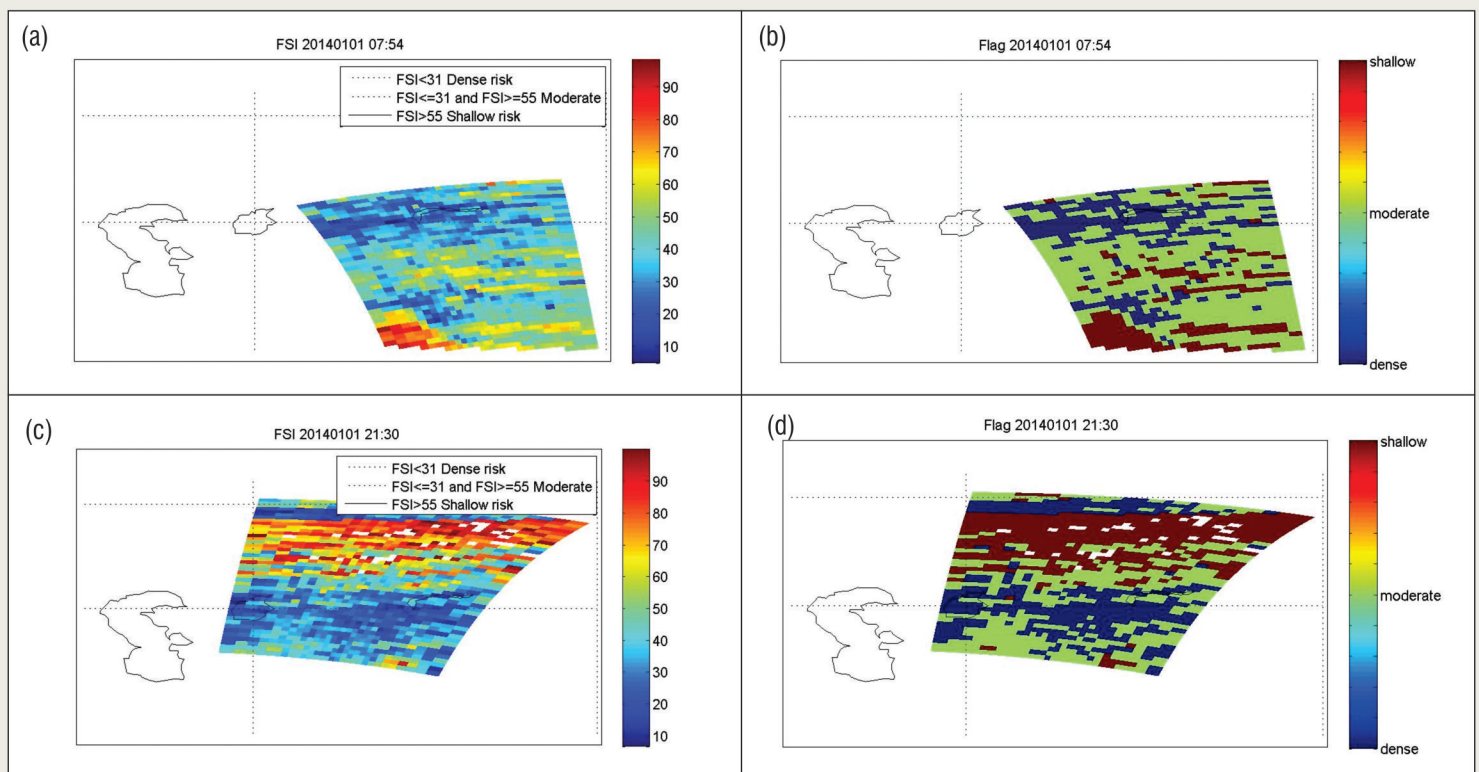 (a)
FSI 20140101 07:54
FSI<31 Dense risk
FSI<=31 and FSI>=55 Moderate
FSI>55 Shallow risk
90
80
70
60
50
40
30
20
10
(b)
Flag 20140101 07:54
shallow
moderate
dense
(c)
FSI 20140101 21:30
FSI<31 Dense risk
FSI<=31 and FSI>=55 Moderate
FSI>55 Shallow risk
90
80
70
60
50
40
30
20
10
(d)
Flag 20140101 21:30
shallow
moderate
dense